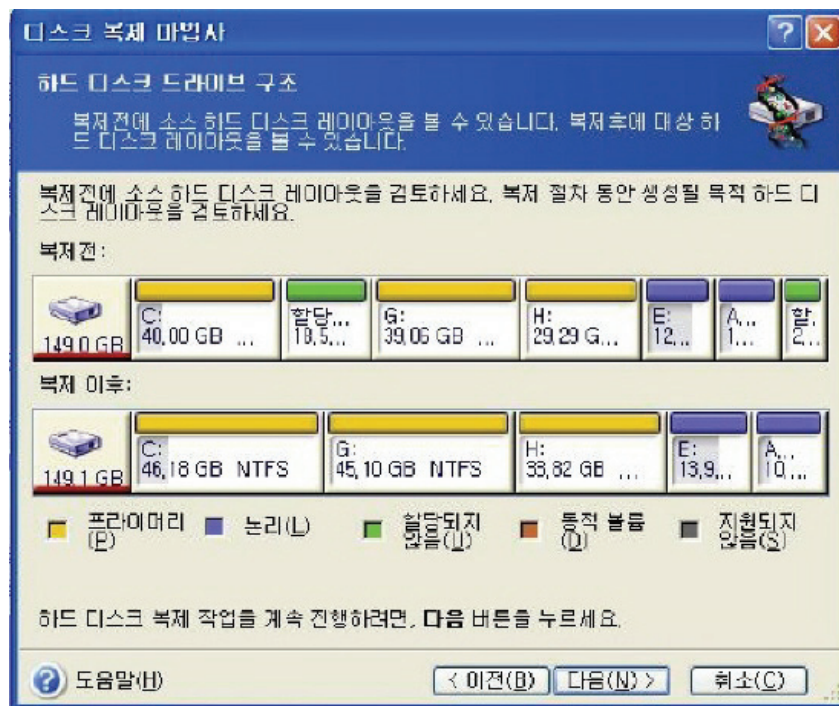 디스크 복제 마법사
하드 디스크 드라이브 구조
복제전에 소스 하드 디스크 레이아웃을 볼 수 있습니다. 복제후에 대상 하
드 디스크 레이아웃을 볼 수 있습니다.
복제전에 소스 하드 디스크 레이아웃을 검토하세요. 복제 절차 동안 생성될 목적 하드 디
스크 레이아웃을 검토하세요.
복제전:
149.0 GB
C:
40.00 GB ...
할당...
18.5...
G:
39.06 GB ...
H:
29.29 G...
E:
12...
A...
1...
할.
2...
복제 이후:
149.1 GB
C:
46.18 GB NTFS
G:
45.10 GB NTFS
H:
33.82 GB ...
E:
13.9...
A...
10....
프라이머리
(P)
논리(L)
할당되지
않음(U)
동적 볼륨
(D)
지원되지
않음(S)
하드 디스크 복제 작업을 계속 진행하려면, 다음 버튼을 누르세요.
도움말(H)
< 이전(B)
다음(N) >
취소(C)